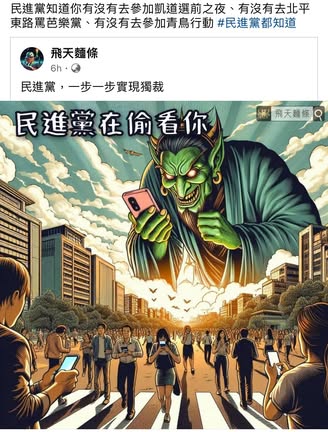 民進黨知道你有沒有去參加凱道選前之夜、有沒有去北平
東路罵芭樂黨、有沒有去參加青鳥行動 #民進黨都知道
飛天麵條
6h ·
民進黨，一步一步實現獨裁
民進黨在偷看你
飛天麵條